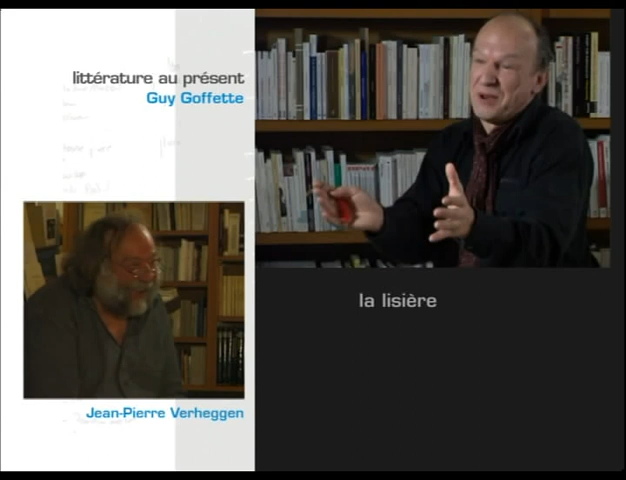 littérature au présent
Guy Goffette
la lisière
Jean-Pierre Verheggen